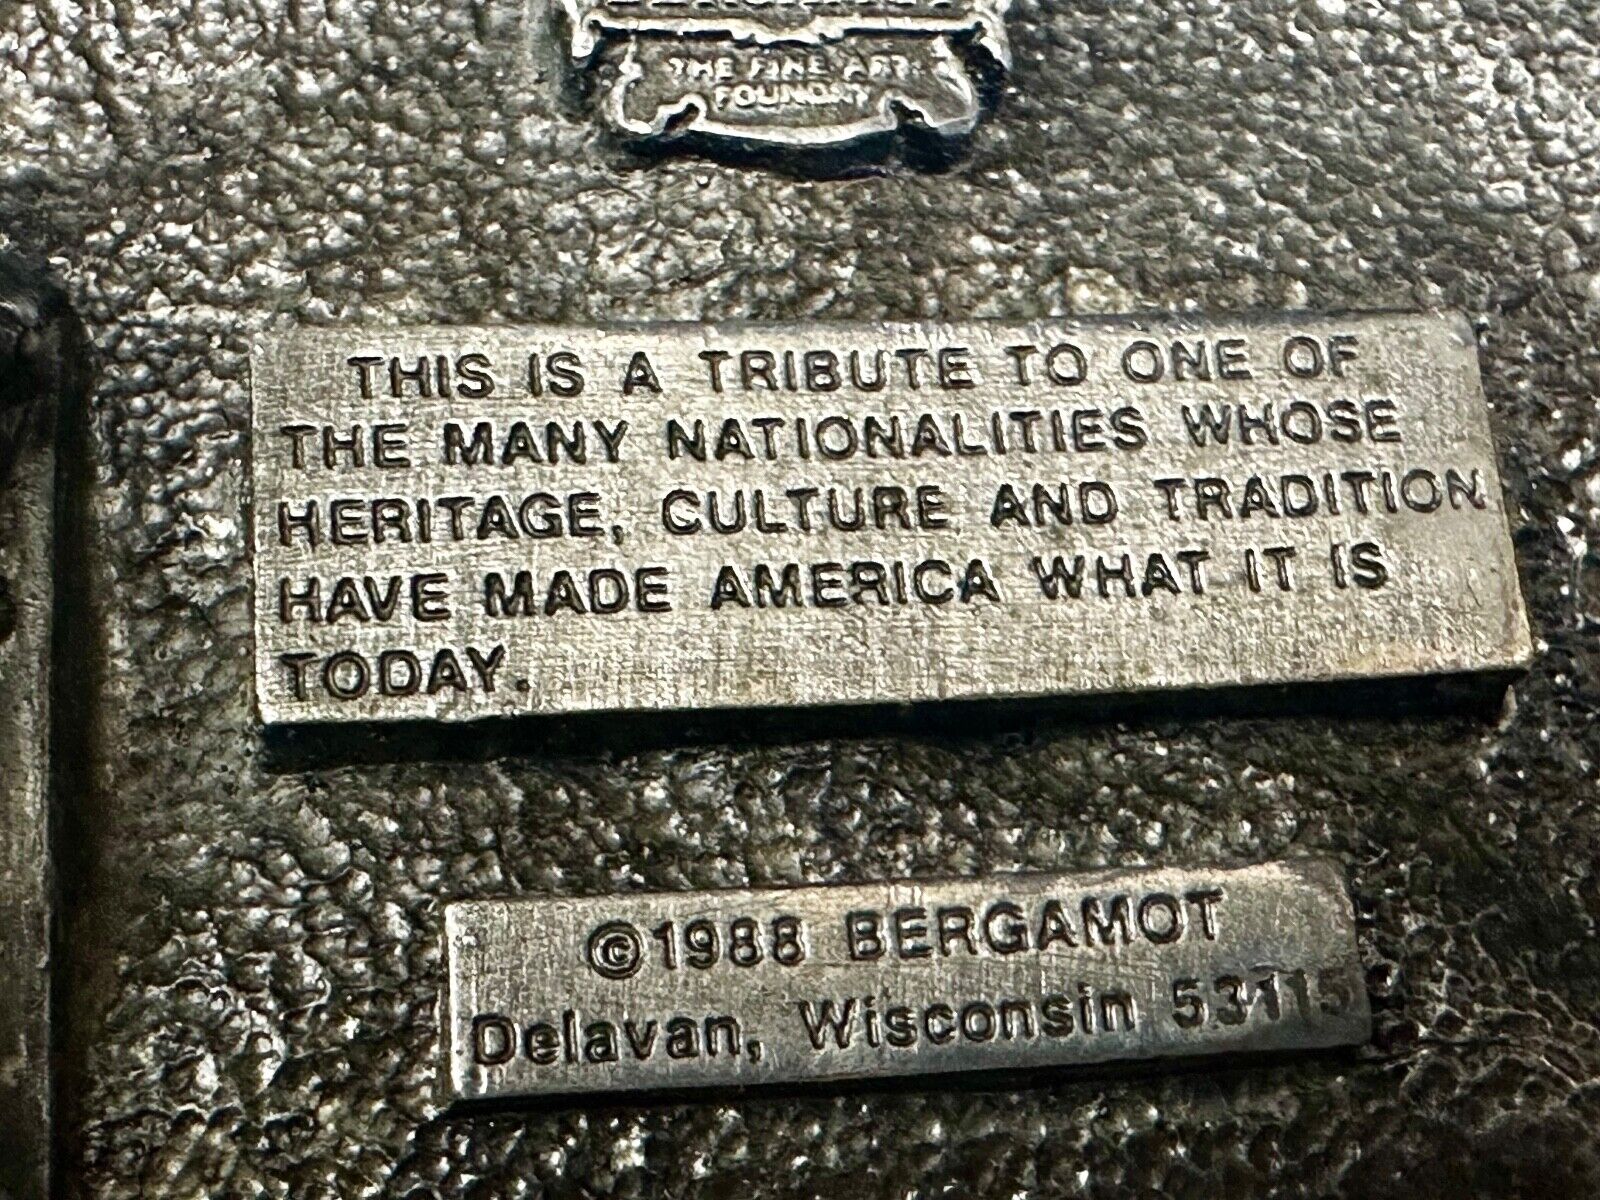 THE FINE ART
FOUNDRY
THIS IS A TRIBUTE TO ONE OF
THE MANY NATIONALITIES WHOSE
HERITAGE, CULTURE AND TRADITION
HAVE MADE AMERICA WHAT IT IS
TODAY.
©1988 BERGAMOT
Delavan, Wisconsin 53115